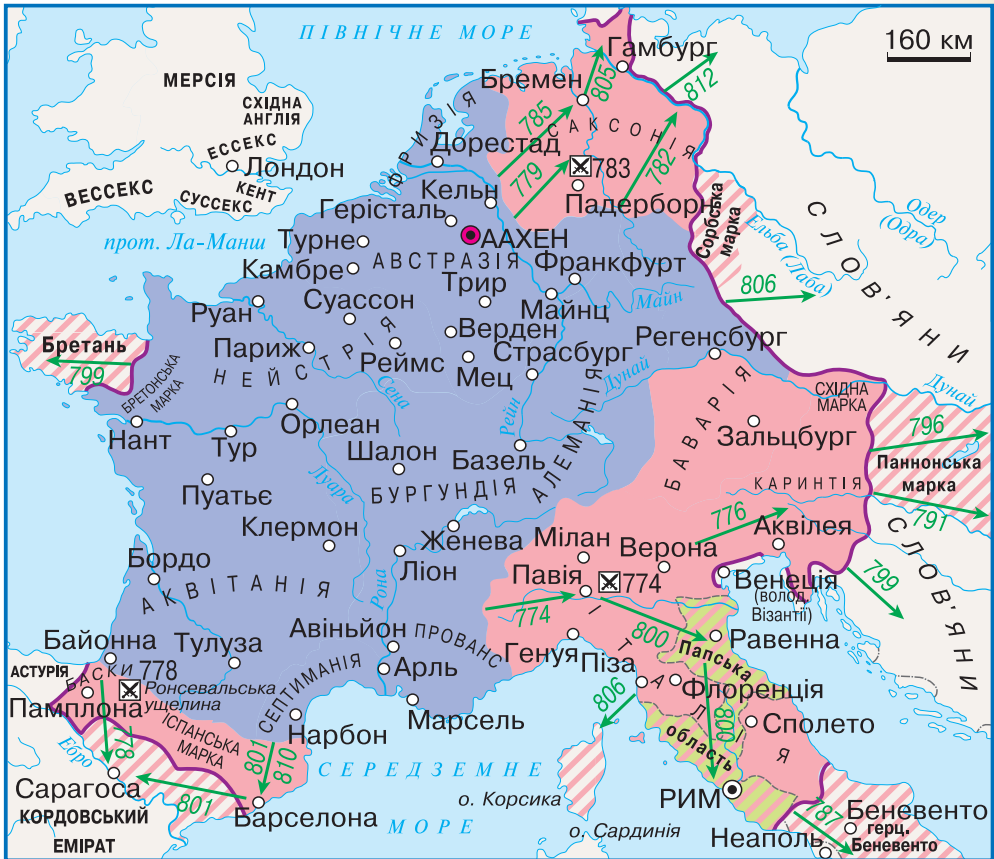 ПІВНІЧНЕ МОРЕ
160 км
МЕРСІЯ
СХІДНА
АНГЛІЯ
ЕССЕКС
Лондон
ВЕССЕКС
КЕНТ
СУССЕКС
прот. Ла-Манш
Гамбург
Бремен
805
812
785
САКСОНІЯ
ФРИЗІЯ
Дорестад
779
783
782
Падерборн
Кельн
Герісталь
ААХЕН
Турне
АВСТРАЗІЯ
Камбре
Франкфурт
Трир
Майнц
Майн
Суассон
Руан
Верден
Реймс
Страсбург
Мец
Регенсбург
Париж
НЕЙСТРІЯ
Сена
Рейн
Дунай
Сорбська
марка
Ельба (Лаба)
Одер
(Одра)
806
СЛОВ'ЯНИ
Дунай
Бретань
799
БРЕТОНСЬКА
МАРКА
Нант
Тур
Орлеан
Шалон
Базель
АЛЕМАНІЯ
БАВАРІЯ
СХІДНА
МАРКА
Зальцбург
796
Паннонська
марка
791
КАРИНТІЯ
Пуатьє
Луара
БУРГУНДІЯ
Клермон
Женева
Ліон
Рона
Мілан
Верона
776
Аквілея
799
СЛОВ'ЯНИ
Бордо
АКВІТАНІЯ
Павія
774
774
Венеція
(волод.
Візантії)
ІТАЛІЯ
800
Равенна
Байонна
Тулуза
Авіньйон
ПРОВАНС
Генуя
Піза
Папська
область
Флоренція
800
Сполето
806
АСТУРІЯ
БАСКИ
778
Ронсевальська
ущелина
Памплона
ІСПАНСЬКА
МАРКА
СЕПТИМАНІЯ
Арль
Марсель
Нарбон
Ебро
778
801
810
Сарагоса
801
КОРДОВСЬКИЙ
ЕМІРАТ
Барселона
СЕРЕДЗЕМНЕ
МОРЕ
о. Корсика
о. Сардинія
РИМ
787
Беневенто
герц.
Беневенто
Неаполь